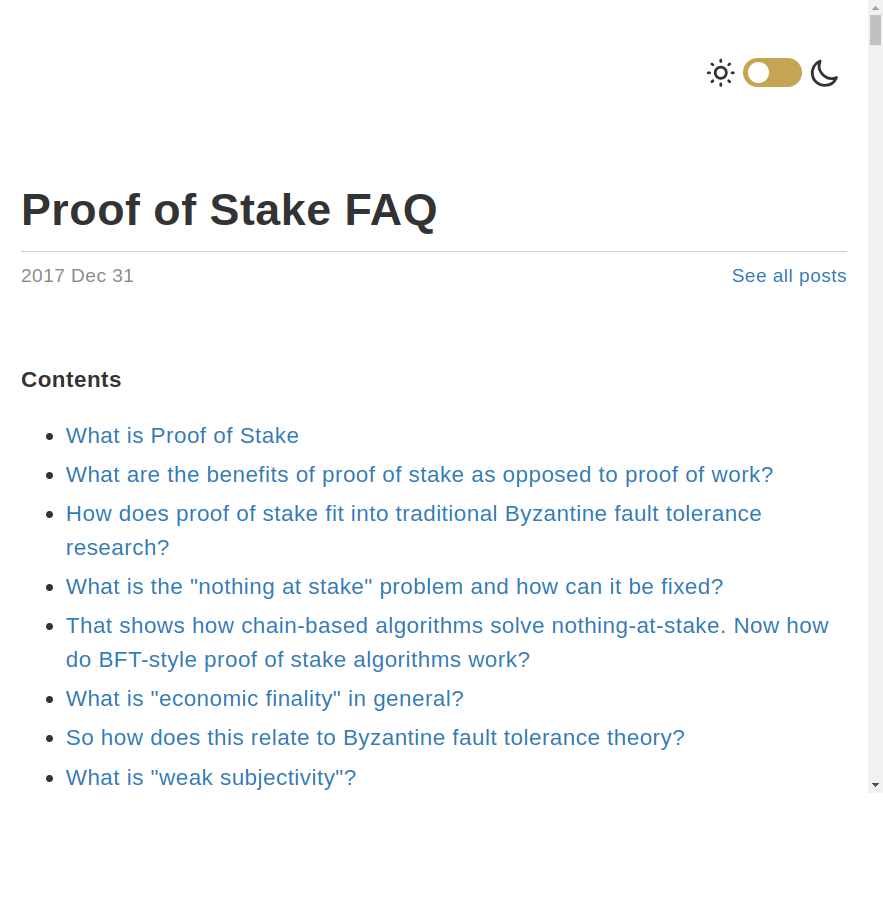 Proof of Stake FAQ
2017 Dec 31
See all posts
Contents
What is Proof of Stake
What are the benefits of proof of stake as opposed to proof of work?
How does proof of stake fit into traditional Byzantine fault tolerance
research?
What is the "nothing at stake" problem and how can it be fixed?
That shows how chain-based algorithms solve nothing-at-stake. Now how
do BFT-style proof of stake algorithms work?
What is "economic finality" in general?
So how does this relate to Byzantine fault tolerance theory?
What is "weak subjectivity"?